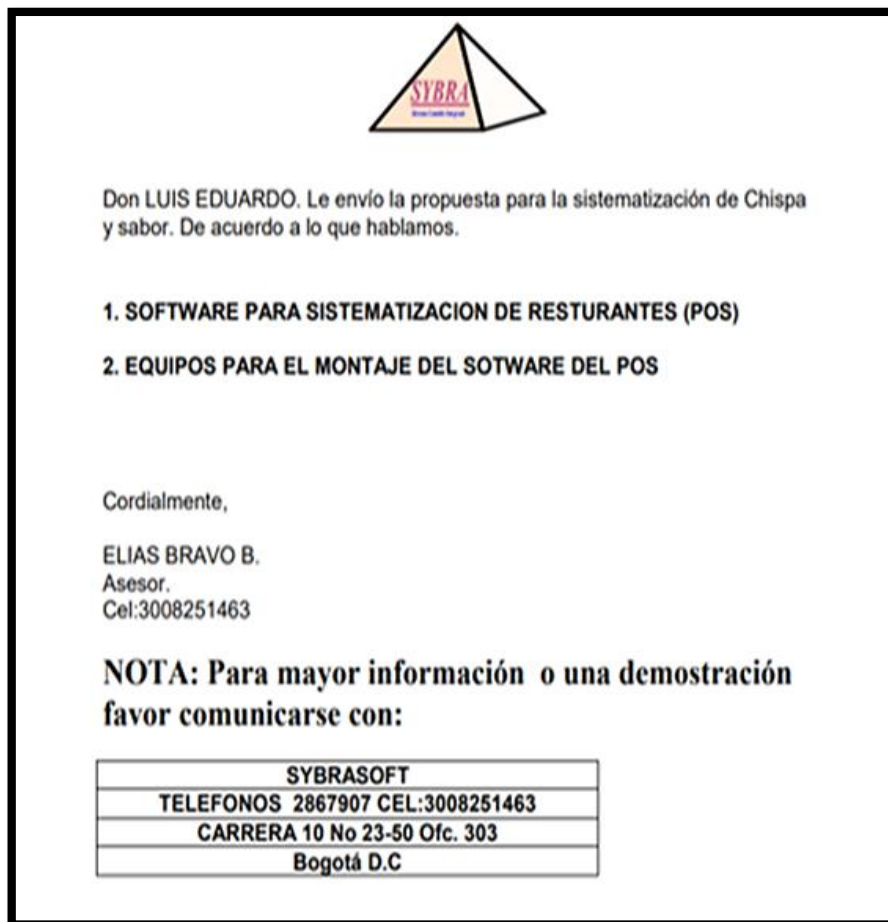 SYBRA
Don LUIS EDUARDO. Le envío la propuesta para la sistematización de Chispa
y sabor. De acuerdo a lo que hablamos.
1. SOFTWARE PARA SISTEMATIZACION DE RESTURANTES (POS)
2. EQUIPOS PARA EL MONTAJE DEL SOTWARE DEL POS
Cordialmente,
ELIAS BRAVO B.
Asesor.
Cel:3008251463
NOTA: Para mayor información o una demostración
favor comunicarse con:
SYBRASOFT
TELEFONOS 2867907 CEL:3008251463
CARRERA 10 No 23-50 Ofc. 303
Bogotá D.C